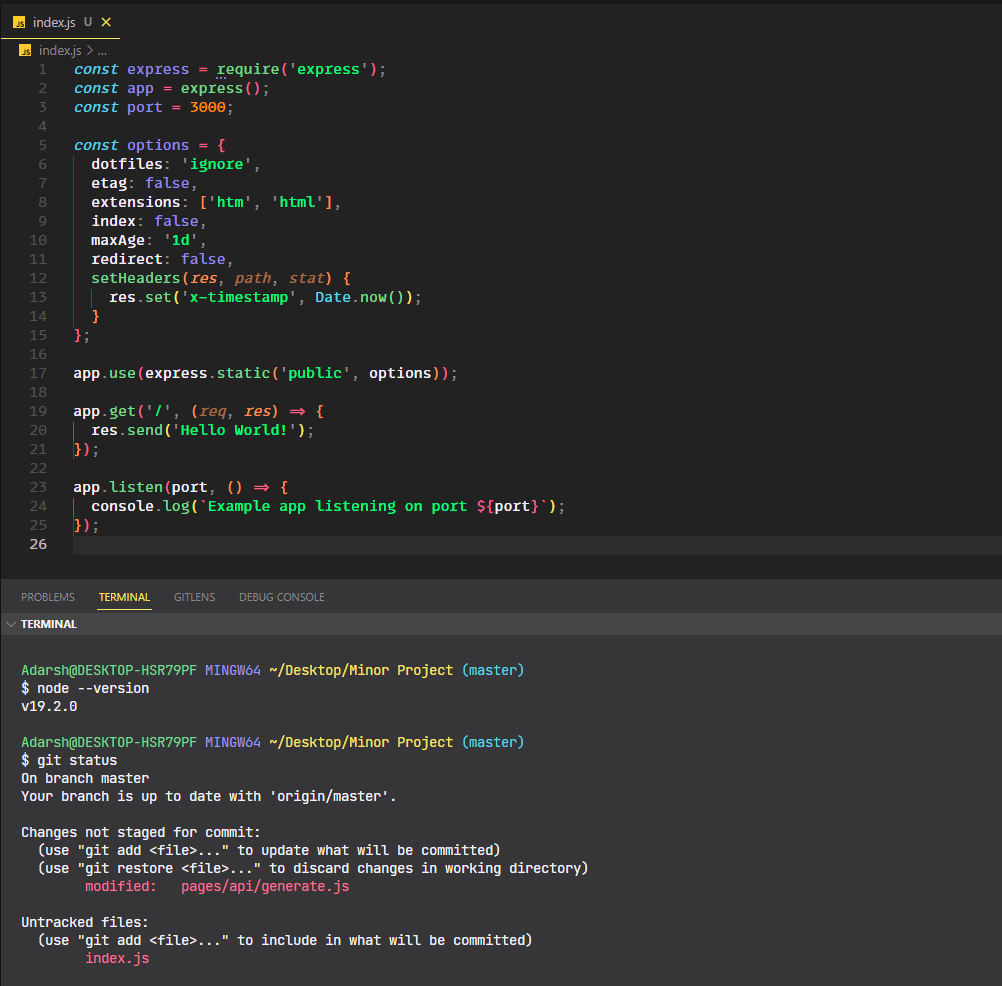 JS index.js U ×
JS index.js > ...
1 const express = require('express');
2 const app = express();
3 const port = 3000;
4
5 const options = {
6 dotfiles: 'ignore',
7 etag: false,
8 extensions: ['htm', 'html'],
9 index: false,
10 maxAge: '1d',
11 redirect: false,
12 setHeaders(res, path, stat) {
13 res.set('x-timestamp', Date.now());
14 }
15 };
16
17 app.use(express.static('public', options));
18
19 app.get('/', (req, res) ⇒ {
20 res.send('Hello World!');
21 });
22
23 app.listen(port, () ⇒ {
24 console.log(`Example app listening on port ${port}`);
25 });
26
PROBLEMS TERMINAL GITLENS DEBUG CONSOLE
TERMINAL
Adarsh@DESKTOP-HSR79PF MINGW64 ~/Desktop/Minor Project (master)
$ node --version
v19.2.0
Adarsh@DESKTOP-HSR79PF MINGW64 ~/Desktop/Minor Project (master)
$ git status
On branch master
Your branch is up to date with 'origin/master'.
Changes not staged for commit:
(use "git add <file>..." to update what will be committed)
(use "git restore <file>..." to discard changes in working directory)
modified: pages/api/generate.js
Untracked files:
(use "git add <file>..." to include in what will be committed)
index.js